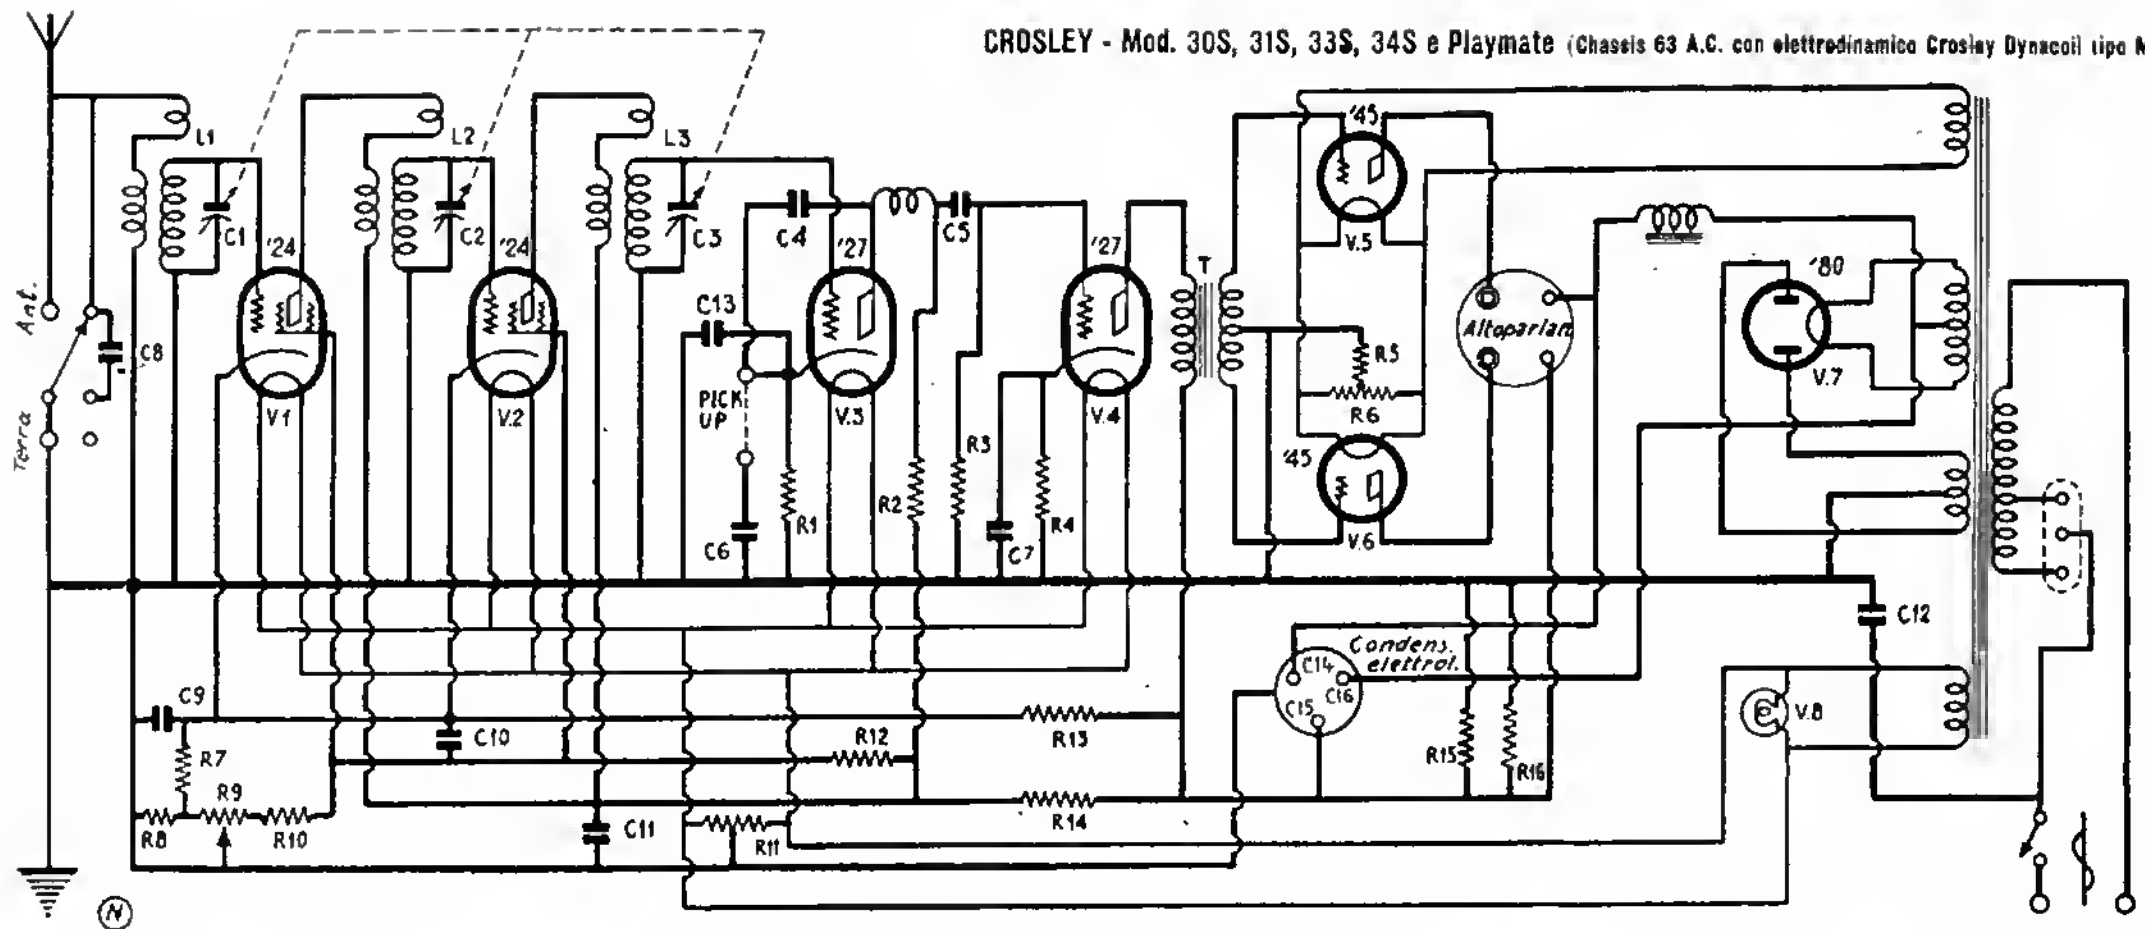 CROSLEY - Mod. 30S, 31S, 33S, 34S e Playmate (Chassis 63 A.C. con elettrodinamico Crosley Dynacoil tipo
L1
L2
L3
'45
C1
C2
C3
C4
C5
V.5
'24
'24
'27
'27
T
'80
Ant.
C8
C13
Altoparlan.
R5
V.7
Terra
V1
V.2
PICK
UP
V.3
V.4
R6
'45
R3
R2
R1
R4
C6
C7
V.6
C12
Condens.
elettrol.
C14
C16
C15
C9
C10
R13
V.8
R7
R12
R15
R16
R9
R8
R10
C11
R11
R14
N